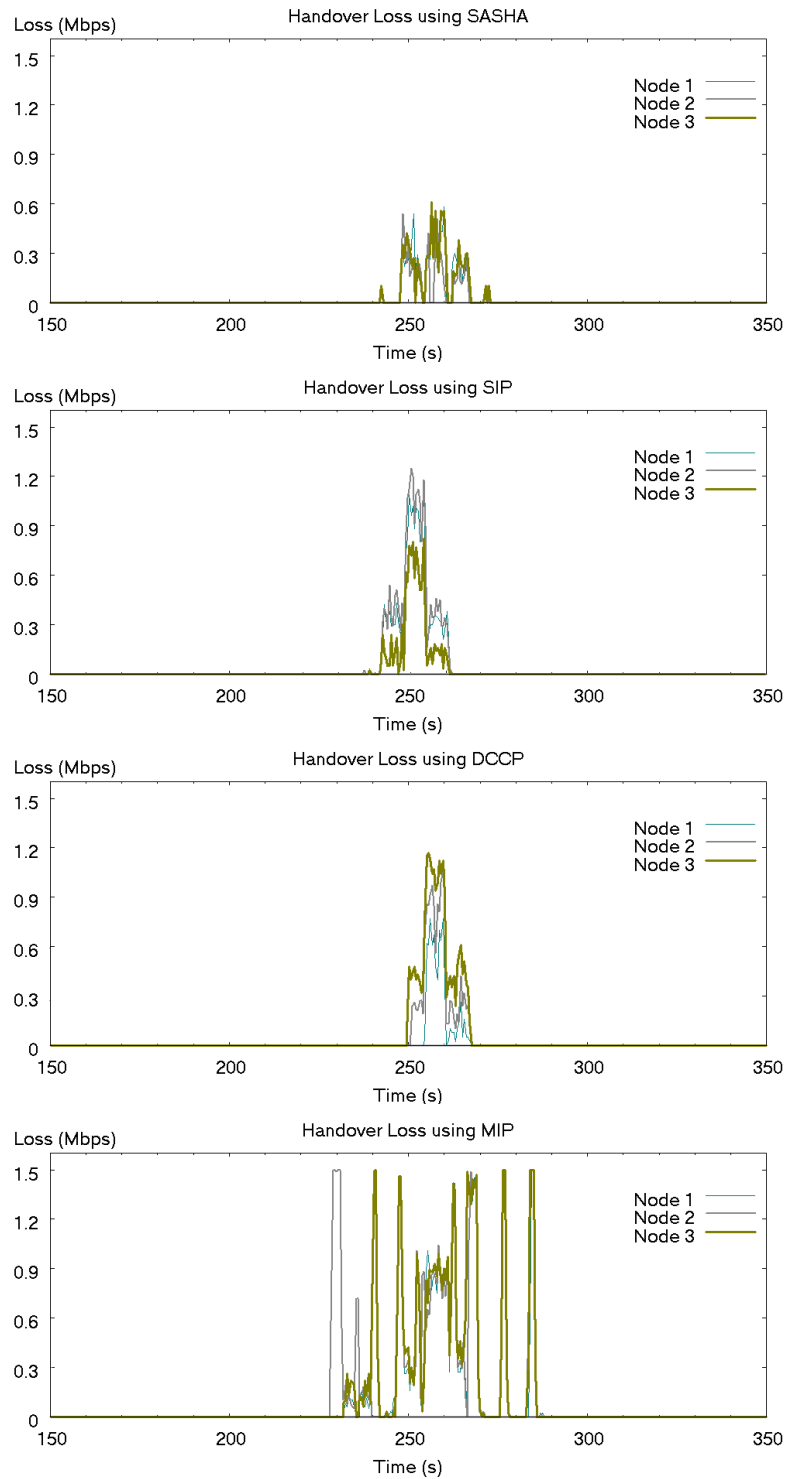 Handover Loss using SASHA
Loss (Mbps)
1.5
1.2
0.9
0.6
0.3
0
Node 1
Node 2
Node 3
150 200 250 300 350
Time (s)
Handover Loss using SIP
Loss (Mbps)
1.5
1.2
0.9
0.6
0.3
0
Node 1
Node 2
Node 3
150 200 250 300 350
Time (s)
Handover Loss using DCCP
Loss (Mbps)
1.5
1.2
0.9
0.6
0.3
0
Node 1
Node 2
Node 3
150 200 250 300 350
Time (s)
Handover Loss using MIP
Loss (Mbps)
1.5
1.2
0.9
0.6
0.3
0
Node 1
Node 2
Node 3
150 200 250 300 350
Time (s)